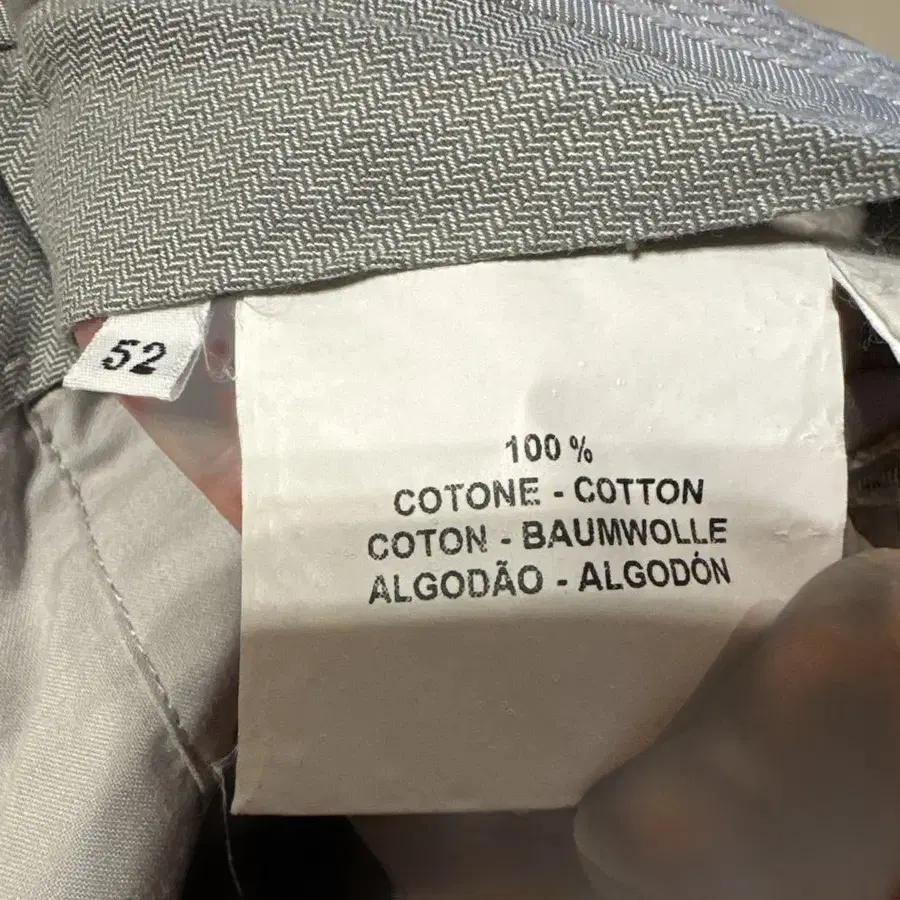 52
100 %
COTONE - COTTON
COTON - BAUMWOLLE
ALGODÃO - ALGODÓN